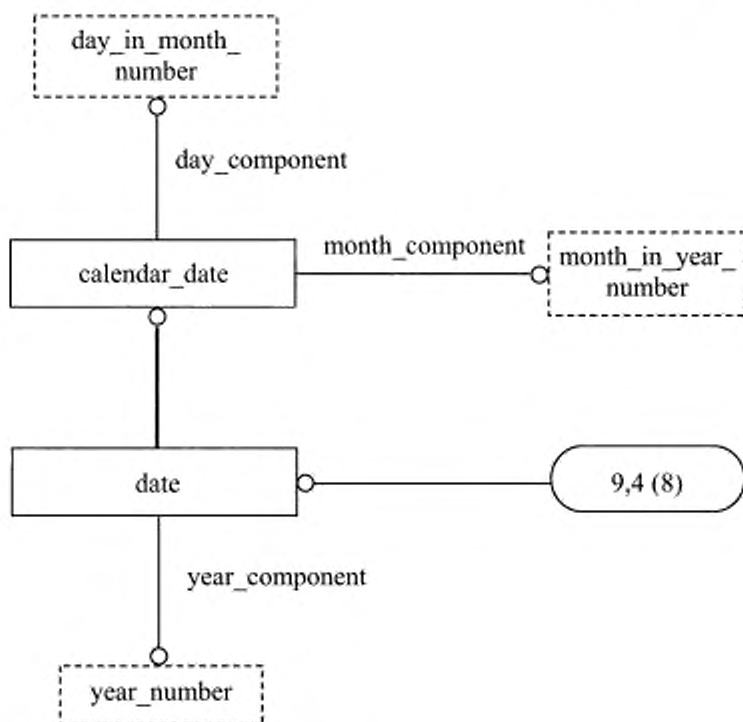 day_in_month_
number
day_component
calendar_date
month_component
month_in_year_
number
date
9,4 (8)
year_component
year_number